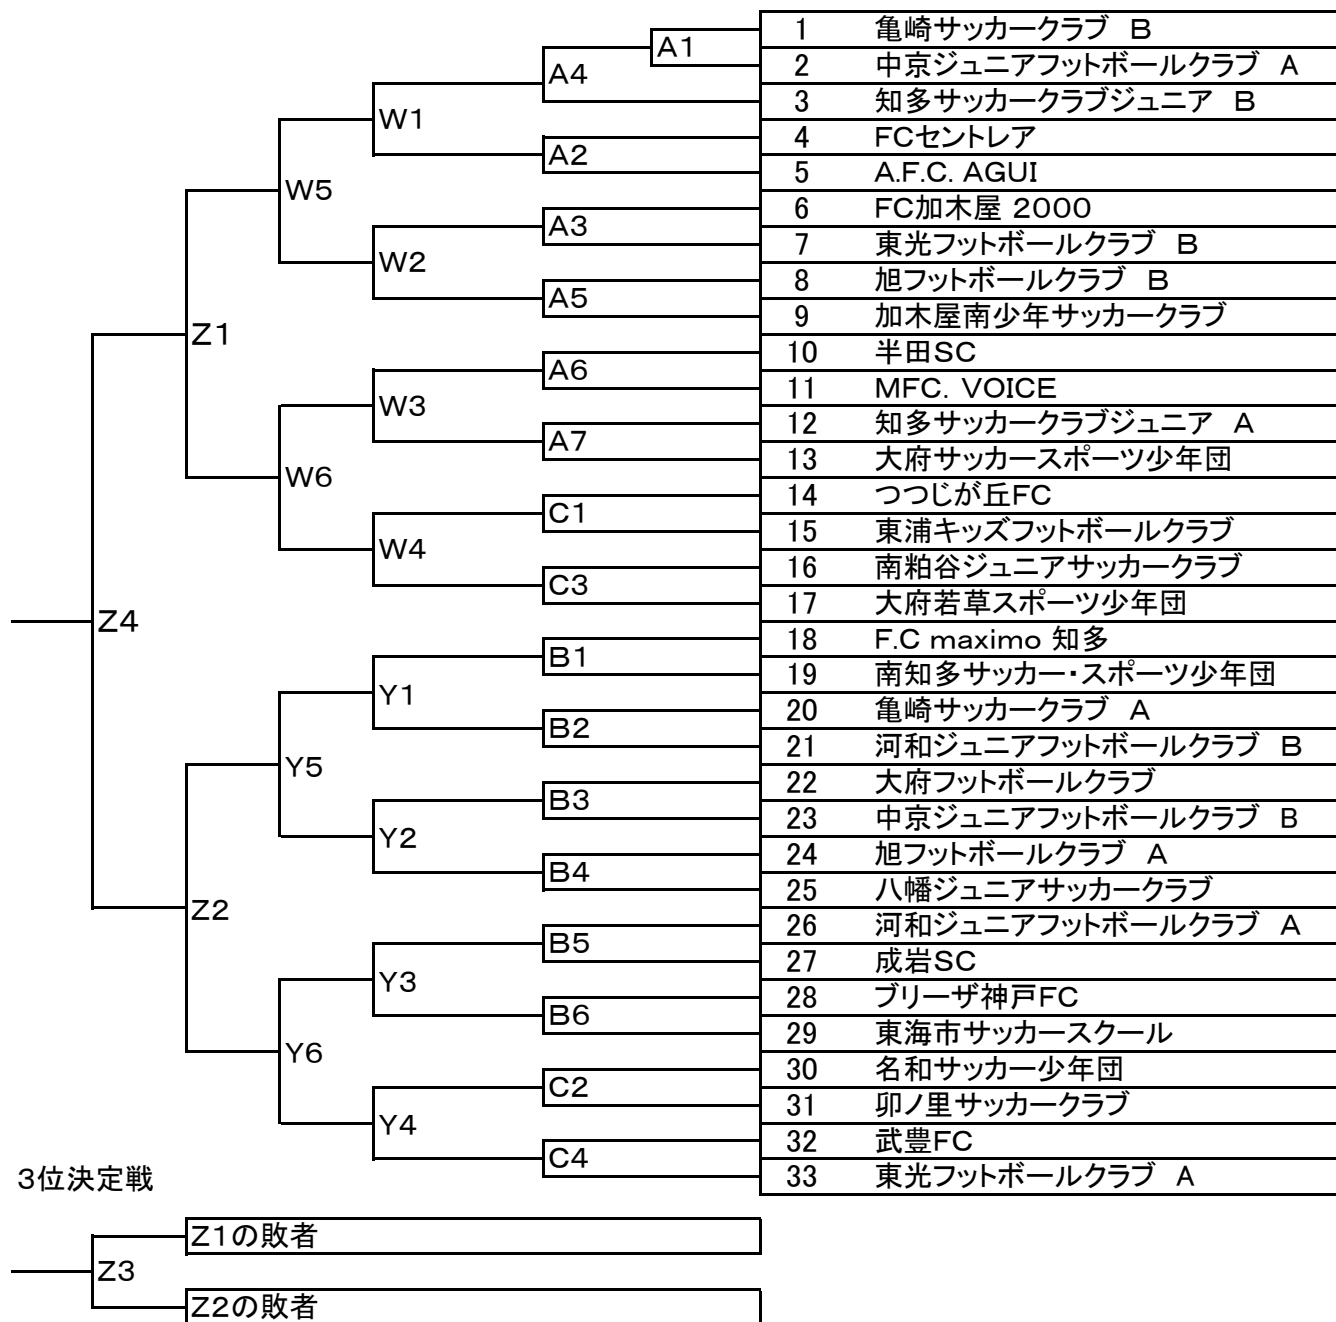 1 亀崎サッカークラブ B
A1
2 中京ジュニアフットボールクラブ A
A4
3 知多サッカークラブジュニア B
W1
4 FCセントレア
A2
5 A.F.C. AGUI
W5
6 FC加木屋 2000
A3
7 東光フットボールクラブ B
W2
8 旭フットボールクラブ B
A5
9 加木屋南少年サッカークラブ
Z1
10 半田SC
A6
11 MFC. VOICE
W3
12 知多サッカークラブジュニア A
A7
13 大府サッカースポーツ少年団
W6
14 つつじが丘FC
C1
15 東浦キッズフットボールクラブ
W4
16 南粕谷ジュニアサッカークラブ
C3
17 大府若草スポーツ少年団
Z4
18 F.C maximo 知多
B1
19 南知多サッカー・スポーツ少年団
Y1
20 亀崎サッカークラブ A
B2
21 河和ジュニアフットボールクラブ B
Y5
22 大府フットボールクラブ
B3
23 中京ジュニアフットボールクラブ B
Y2
24 旭フットボールクラブ A
B4
25 八幡ジュニアサッカークラブ
Z2
26 河和ジュニアフットボールクラブ A
B5
27 成岩SC
Y3
28 ブリーザ神戸FC
B6
29 東海市サッカースクール
Y6
30 名和サッカー少年団
C2
31 卯ノ里サッカークラブ
Y4
32 武豊FC
C4
33 東光フットボールクラブ A
3位決定戦
Z1の敗者
Z3
Z2の敗者